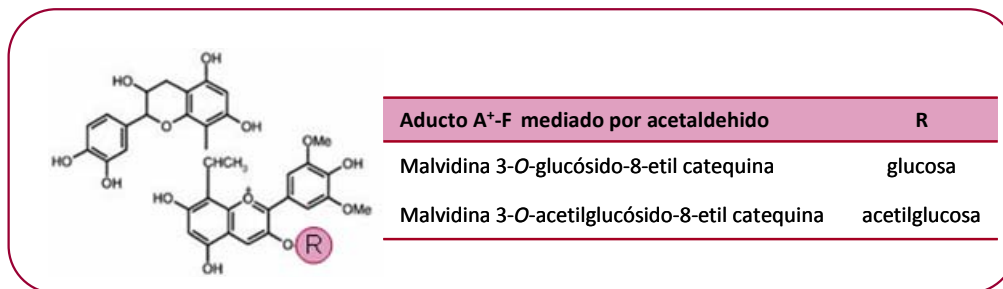 Aducto A⁺-F mediado por acetaldehido R
Malvidina 3-O-glucósido-8-etil catequina glucosa
Malvidina 3-O-acetilglucósido-8-etil catequina acetilglucosa
OH
HO
O
OH
HO
OH
CHCH₃
OMe
OH
HO
O+
OMe
O
R
OH